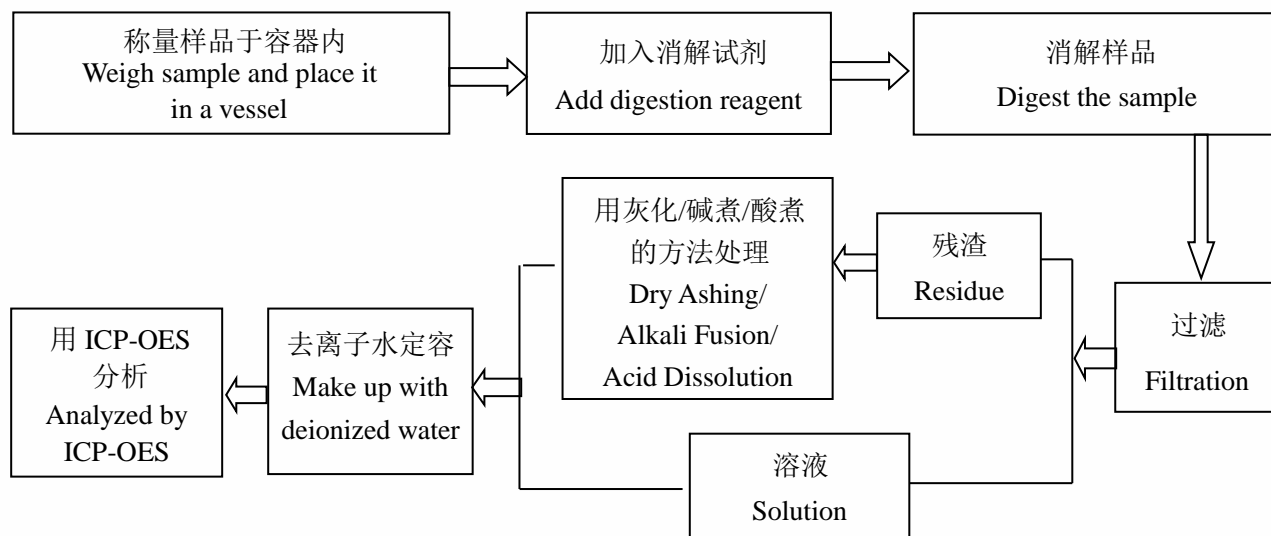 称量样品于容器内
Weigh sample and place it
in a vessel
加入消解试剂
Add digestion reagent
消解样品
Digest the sample
过滤
Filtration
残渣
Residue
用灰化/碱煮/酸煮
的方法处理
Dry Ashing/
Alkali Fusion/
Acid Dissolution
溶液
Solution
去离子水定容
Make up with
deionized water
用 ICP-OES
分析
Analyzed by
ICP-OES